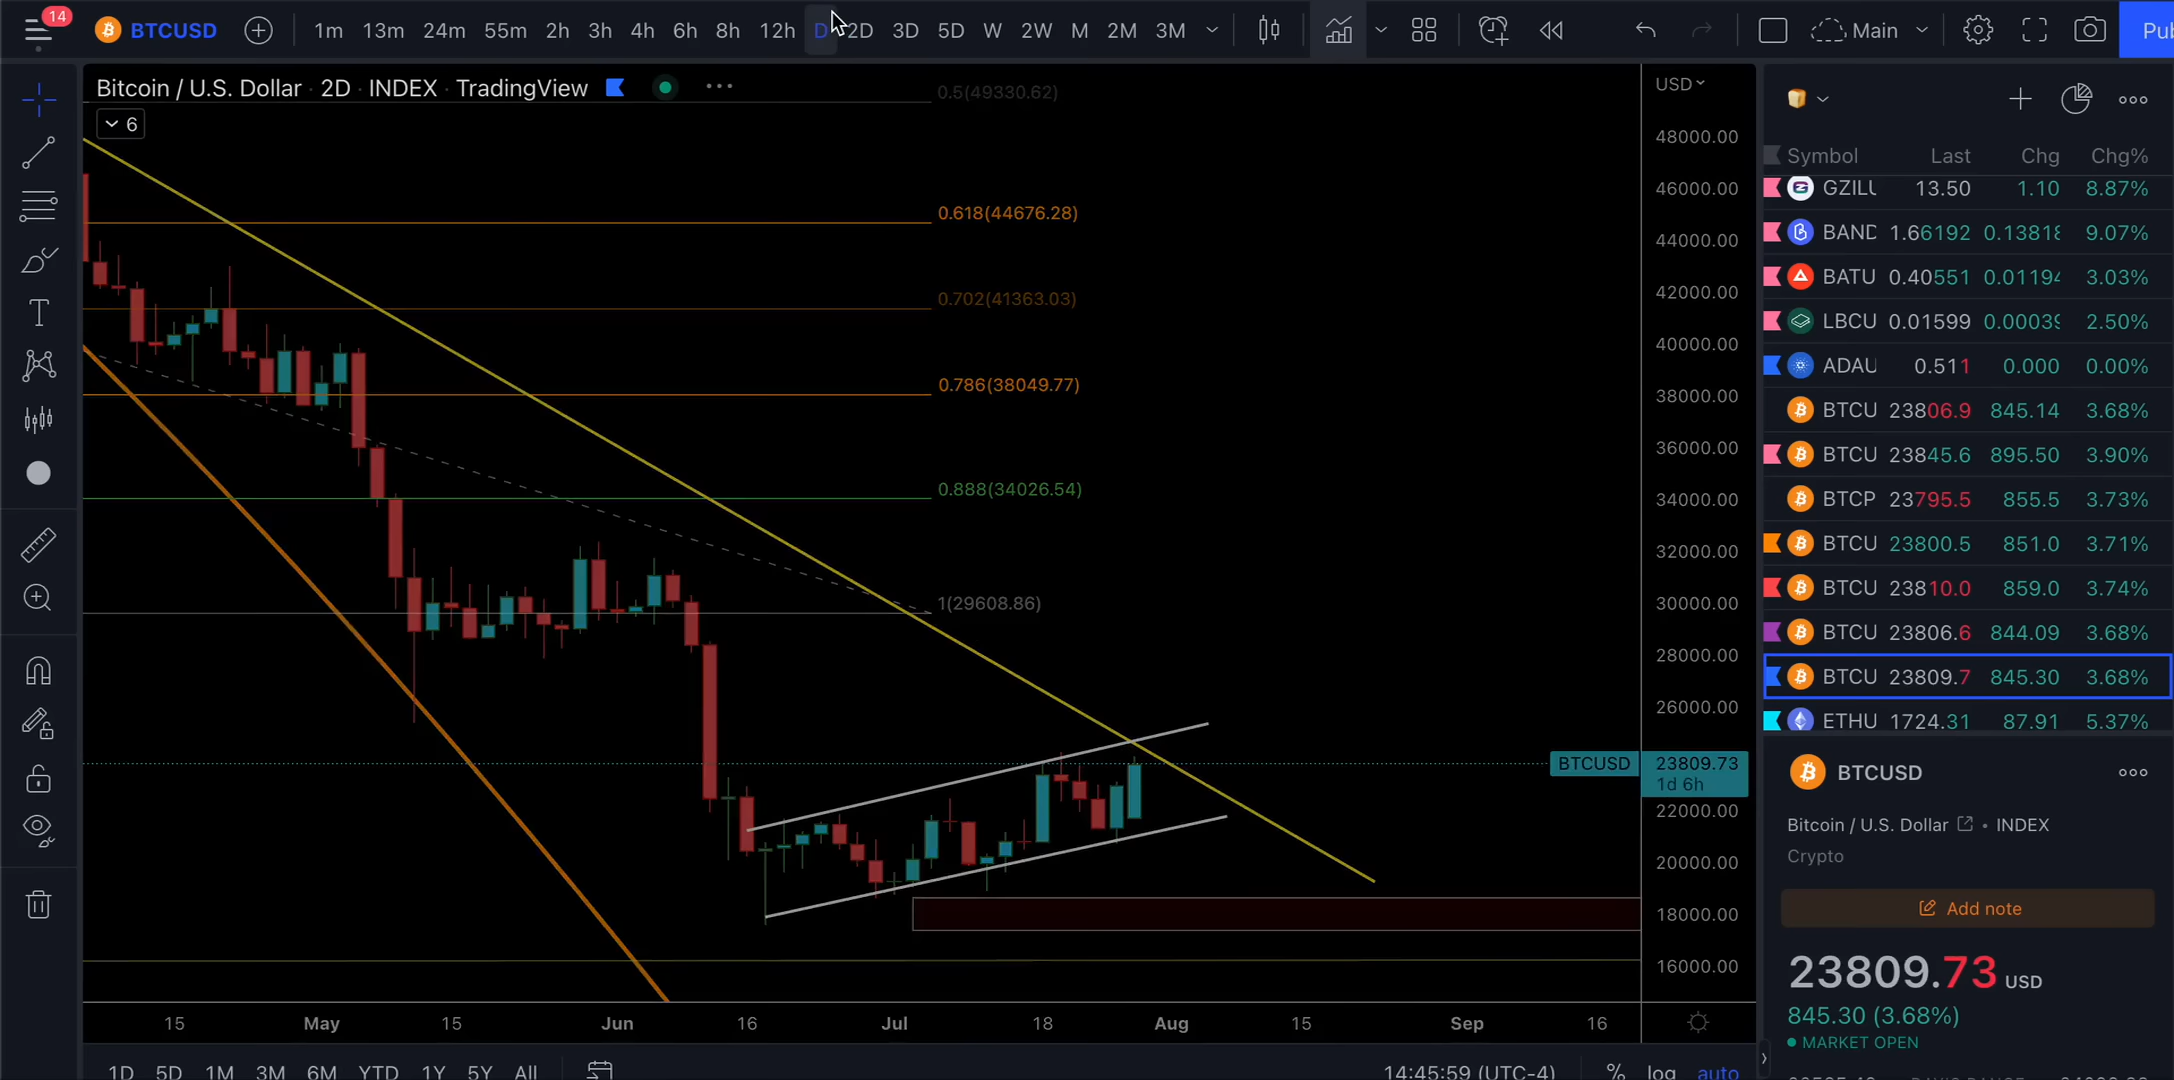 14
BTCUSD 1m 13m 24m 55m 2h 3h 4h 6h 8h 12h D 2D 3D 5D W 2W M 2M 3M Main Pu
Bitcoin / U.S. Dollar · 2D · INDEX · TradingView
6
0.5(49330.62)
0.618(44676.28)
0.702(41363.03)
0.786(38049.77)
0.888(34026.54)
1(29608.86)
USD
48000.00
46000.00
44000.00
42000.00
40000.00
38000.00
36000.00
34000.00
32000.00
30000.00
28000.00
26000.00
BTCUSD 23809.73
1d 6h
22000.00
20000.00
18000.00
16000.00
15 May 15 Jun 16 Jul 18 Aug 15 Sep 16
1D 5D 1M 3M 6M YTD 1Y 5Y All 14:45:59 (UTC-4) % log auto
Symbol Last Chg Chg%
GZIL 13.50 1.10 8.87%
BAND 1.66192 0.1381 9.07%
BATU 0.40551 0.01194 3.03%
LBCU 0.01599 0.0003 2.50%
ADAU 0.511 0.000 0.00%
BTCU 23806.9 845.14 3.68%
BTCU 23845.6 895.50 3.90%
BTCP 23795.5 855.5 3.73%
BTCU 23800.5 851.0 3.71%
BTCU 23810.0 859.0 3.74%
BTCU 23806.6 844.09 3.68%
BTCU 23809.7 845.30 3.68%
ETHU 1724.31 87.91 5.37%
BTCUSD
Bitcoin / U.S. Dollar • INDEX
Crypto
Add note
23809.73 USD
845.30 (3.68%)
MARKET OPEN